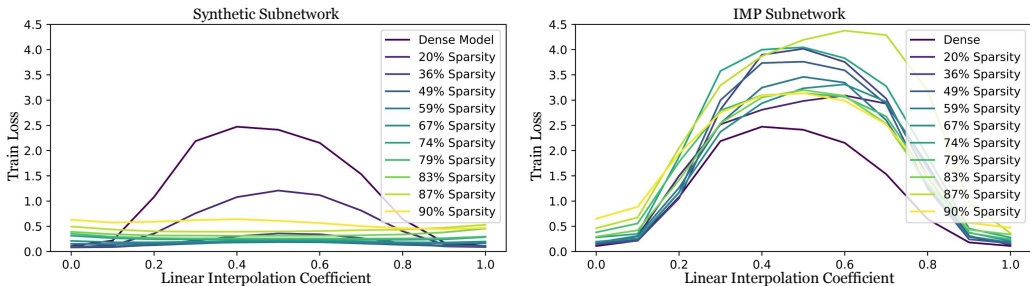 Synthetic Subnetwork
4.5
4.0
3.5
3.0
2.5
2.0
1.5
1.0
0.5
0.0
Train Loss
Dense Model
20% Sparsity
36% Sparsity
49% Sparsity
59% Sparsity
67% Sparsity
74% Sparsity
79% Sparsity
83% Sparsity
87% Sparsity
90% Sparsity
0.0 0.2 0.4 0.6 0.8 1.0
Linear Interpolation Coefficient
IMP Subnetwork
4.5
4.0
3.5
3.0
2.5
2.0
1.5
1.0
0.5
0.0
Train Loss
Dense
20% Sparsity
36% Sparsity
49% Sparsity
59% Sparsity
67% Sparsity
74% Sparsity
79% Sparsity
83% Sparsity
87% Sparsity
90% Sparsity
0.0 0.2 0.4 0.6 0.8 1.0
Linear Interpolation Coefficient